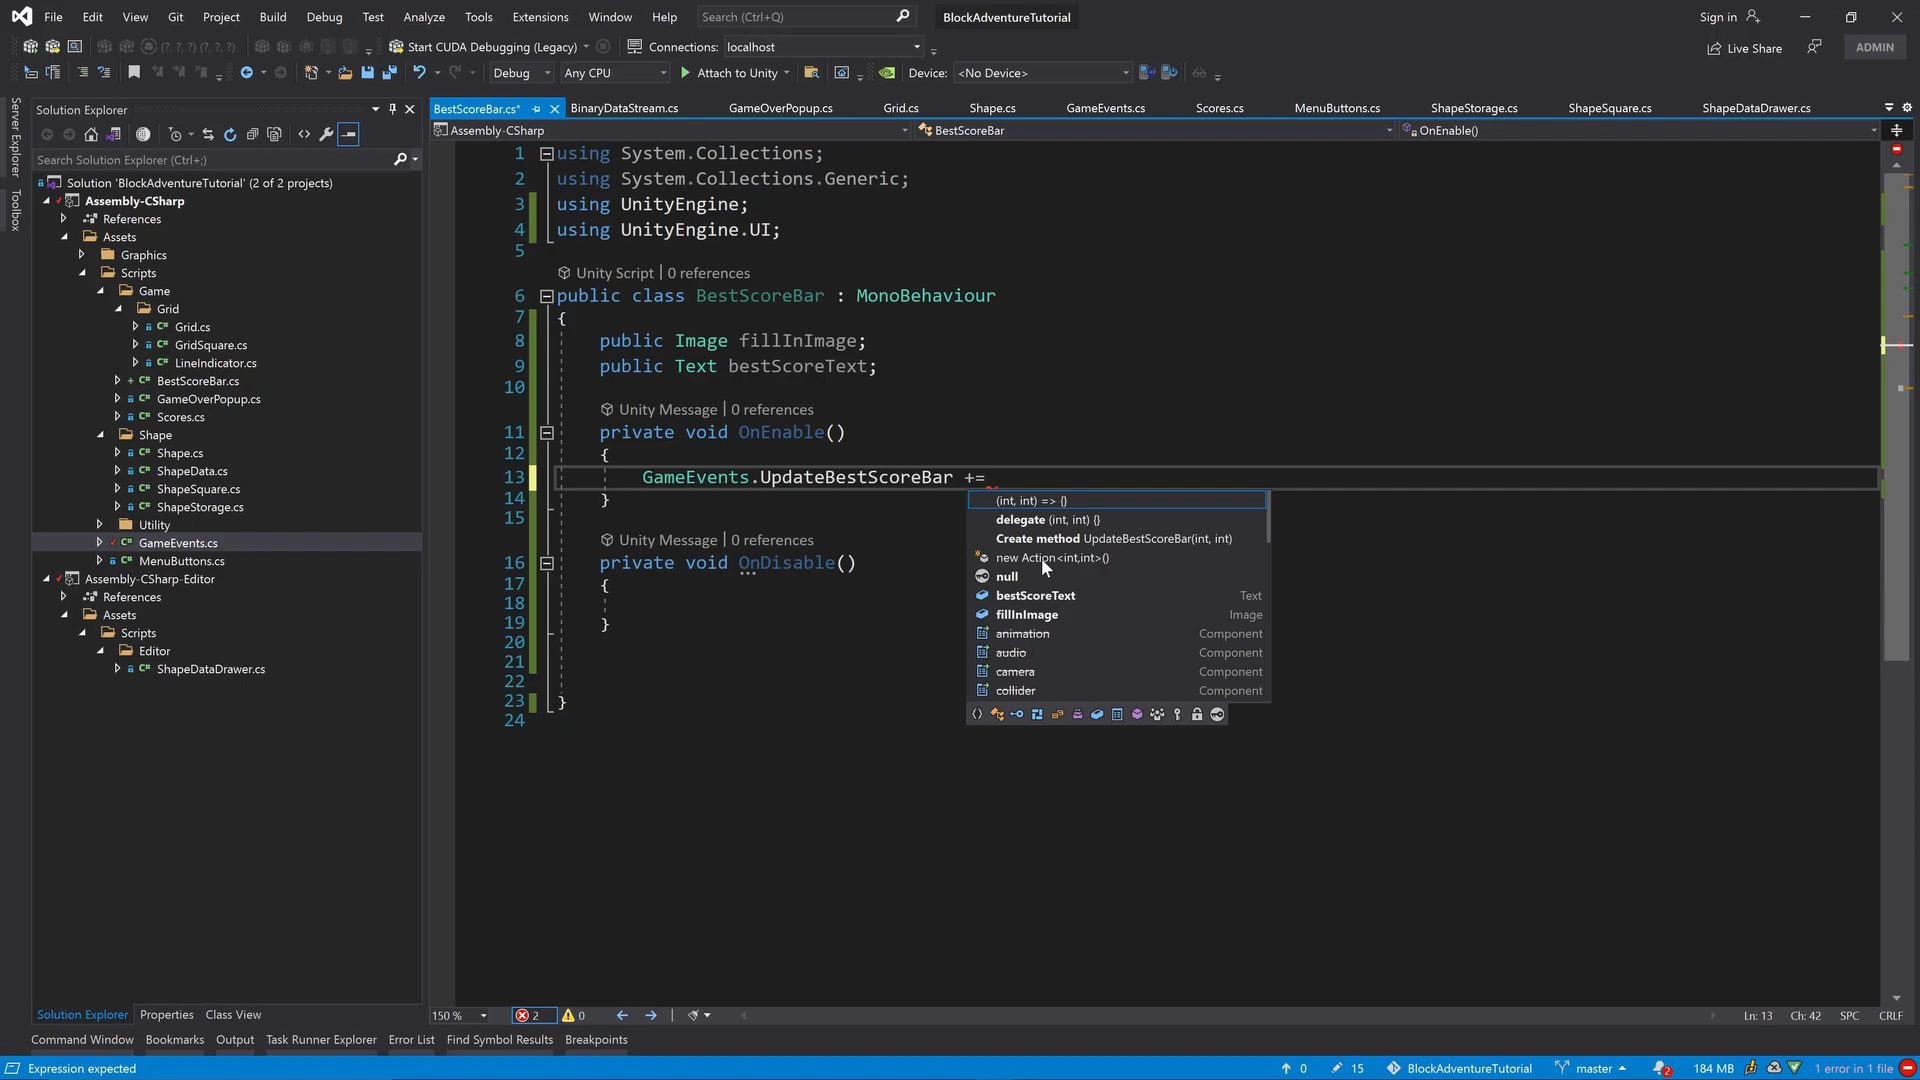 File Edit View Git Project Build Debug Test Analyze Tools Extensions Window Help Search (Ctrl+Q) BlockAdventureTutorial Sign in
(?, ?, ?) (?, ?, ?) Start CUDA Debugging (Legacy) Connections: localhost Live Share ADMIN
Debug Any CPU Attach to Unity Device: <No Device>
Server Explorer
Toolbox
Solution Explorer
Search Solution Explorer (Ctrl+;)
Solution 'BlockAdventureTutorial' (2 of 2 projects)
Assembly-CSharp
References
Assets
Graphics
Scripts
Game
Grid
Grid.cs
GridSquare.cs
LineIndicator.cs
BestScoreBar.cs
GameOverPopup.cs
Scores.cs
Shape
Shape.cs
ShapeData.cs
ShapeSquare.cs
ShapeStorage.cs
Utility
GameEvents.cs
MenuButtons.cs
Assembly-CSharp-Editor
References
Assets
Scripts
Editor
ShapeDataDrawer.cs
Solution Explorer Properties Class View
BestScoreBar.cs* BinaryDataStream.cs GameOverPopup.cs Grid.cs Shape.cs GameEvents.cs Scores.cs MenuButtons.cs ShapeStorage.cs ShapeSquare.cs ShapeDataDrawer.cs
Assembly-CSharp BestScoreBar OnEnable()
1 using System.Collections;
2 using System.Collections.Generic;
3 using UnityEngine;
4 using UnityEngine.UI;
5
Unity Script | 0 references
6 public class BestScoreBar : MonoBehaviour
7 {
8 public Image fillInImage;
9 public Text bestScoreText;
10
Unity Message | 0 references
11 private void OnEnable()
12 {
13 GameEvents.UpdateBestScoreBar +=
14 }
15
Unity Message | 0 references
16 private void OnDisable()
17 {
18
19 }
20
21
22
23 }
24
(int, int) => {}
delegate (int, int) {}
Create method UpdateBestScoreBar(int, int)
new Action<int,int>()
null
bestScoreText Text
fillInImage Image
animation Component
audio Component
camera Component
collider Component
150 % 2 0 Ln: 13 Ch: 42 SPC CRLF
Command Window Bookmarks Output Task Runner Explorer Error List Find Symbol Results Breakpoints
Expression expected 0 15 BlockAdventureTutorial master 2 184 MB 1 error in 1 file